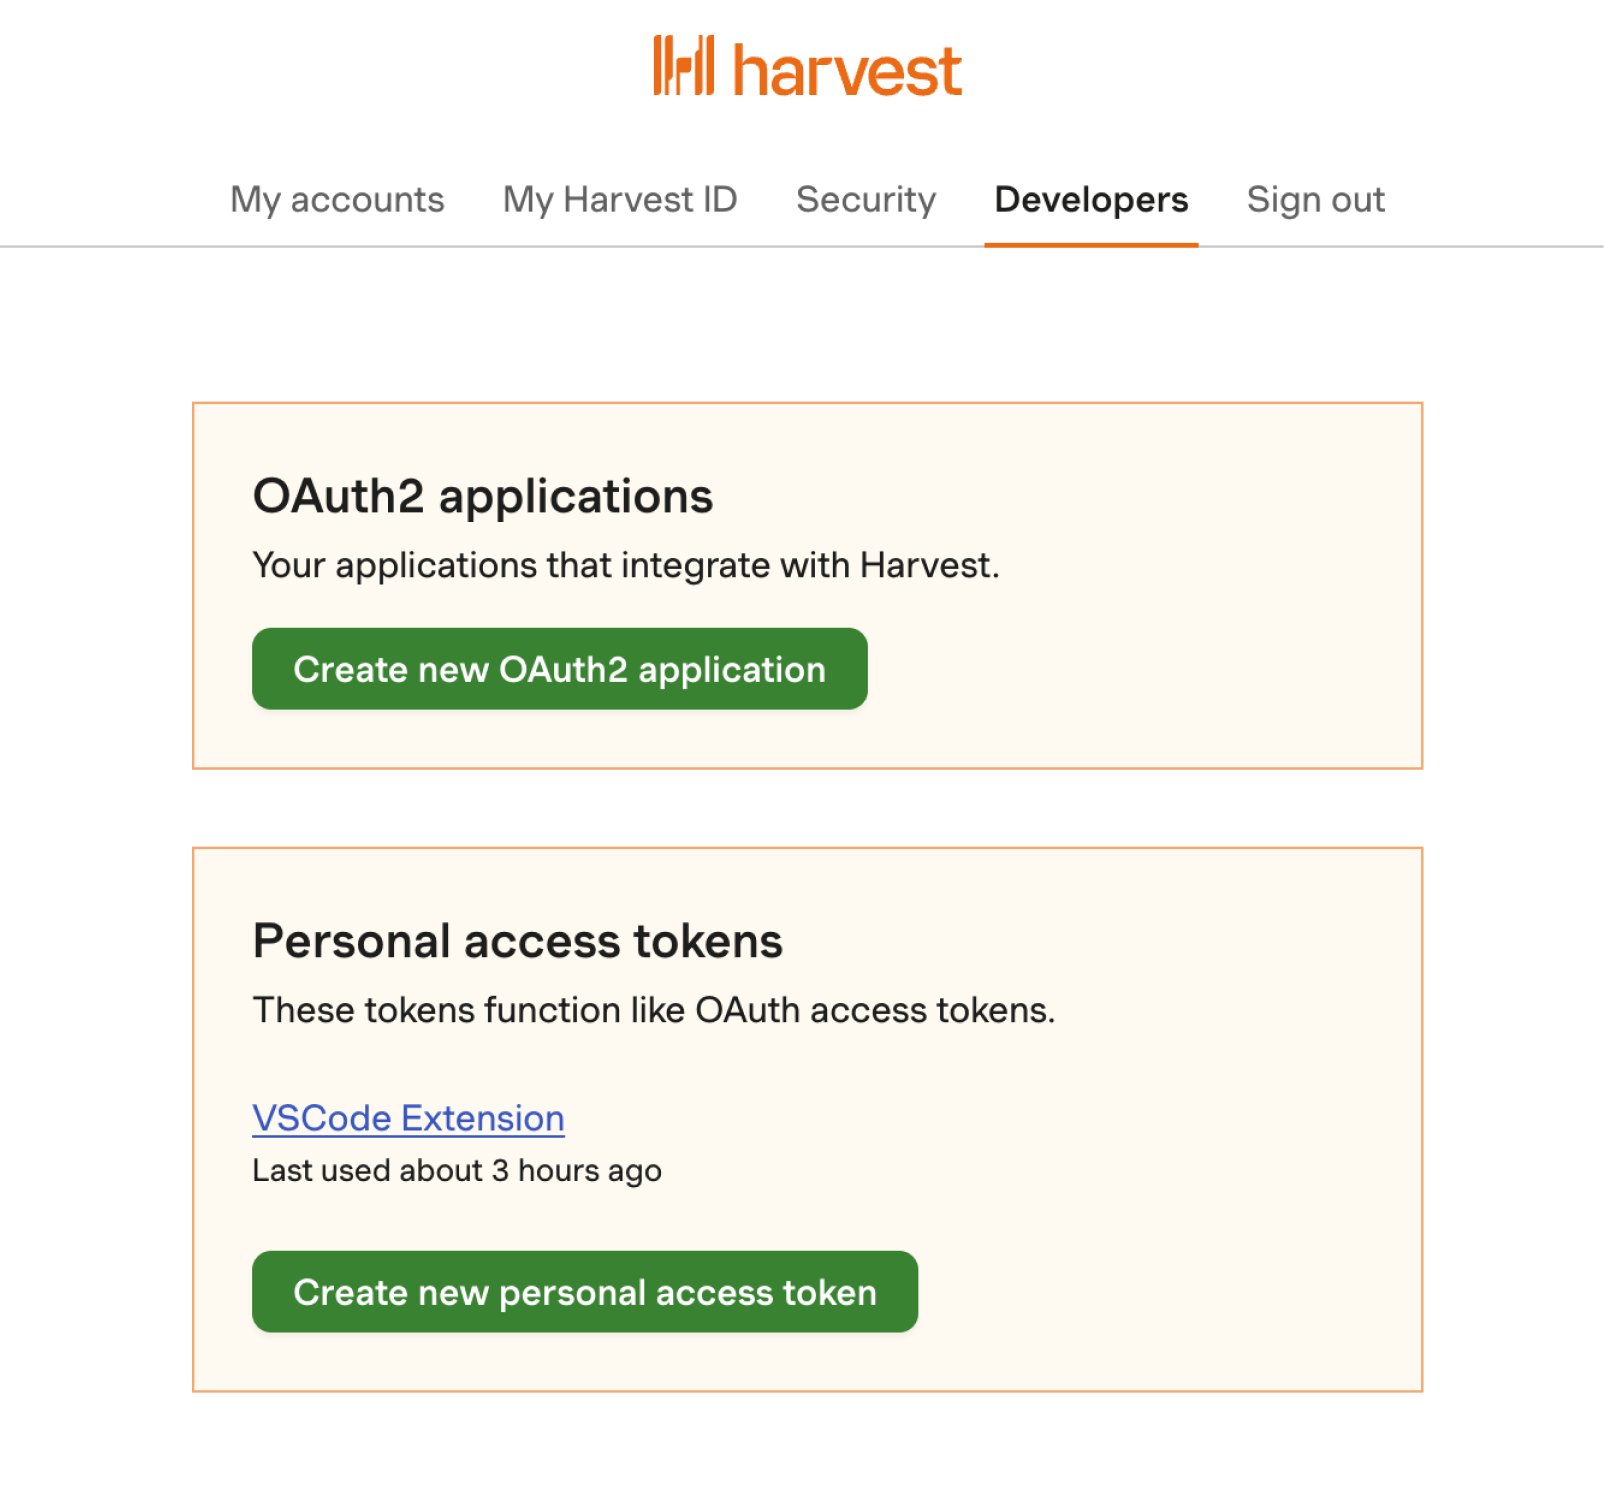 harvest
My accounts My Harvest ID Security Developers Sign out
OAuth2 applications
Your applications that integrate with Harvest.
Create new OAuth2 application
Personal access tokens
These tokens function like OAuth access tokens.
VSCode Extension
Last used about 3 hours ago
Create new personal access token